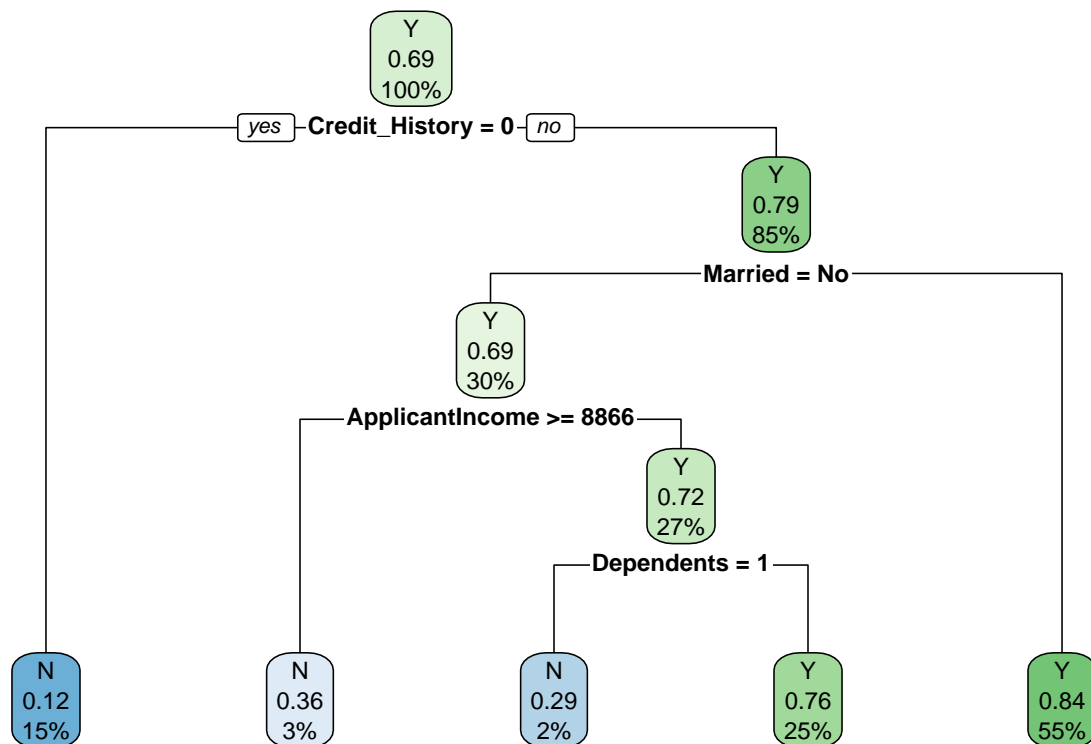 Y
0.69
100%
yes Credit_History = 0 no
Y
0.79
85%
Married = No
Y
0.69
30%
ApplicantIncome >= 8866
Y
0.72
27%
Dependents = 1
N
0.12
15%
N
0.36
3%
N
0.29
2%
Y
0.76
25%
Y
0.84
55%